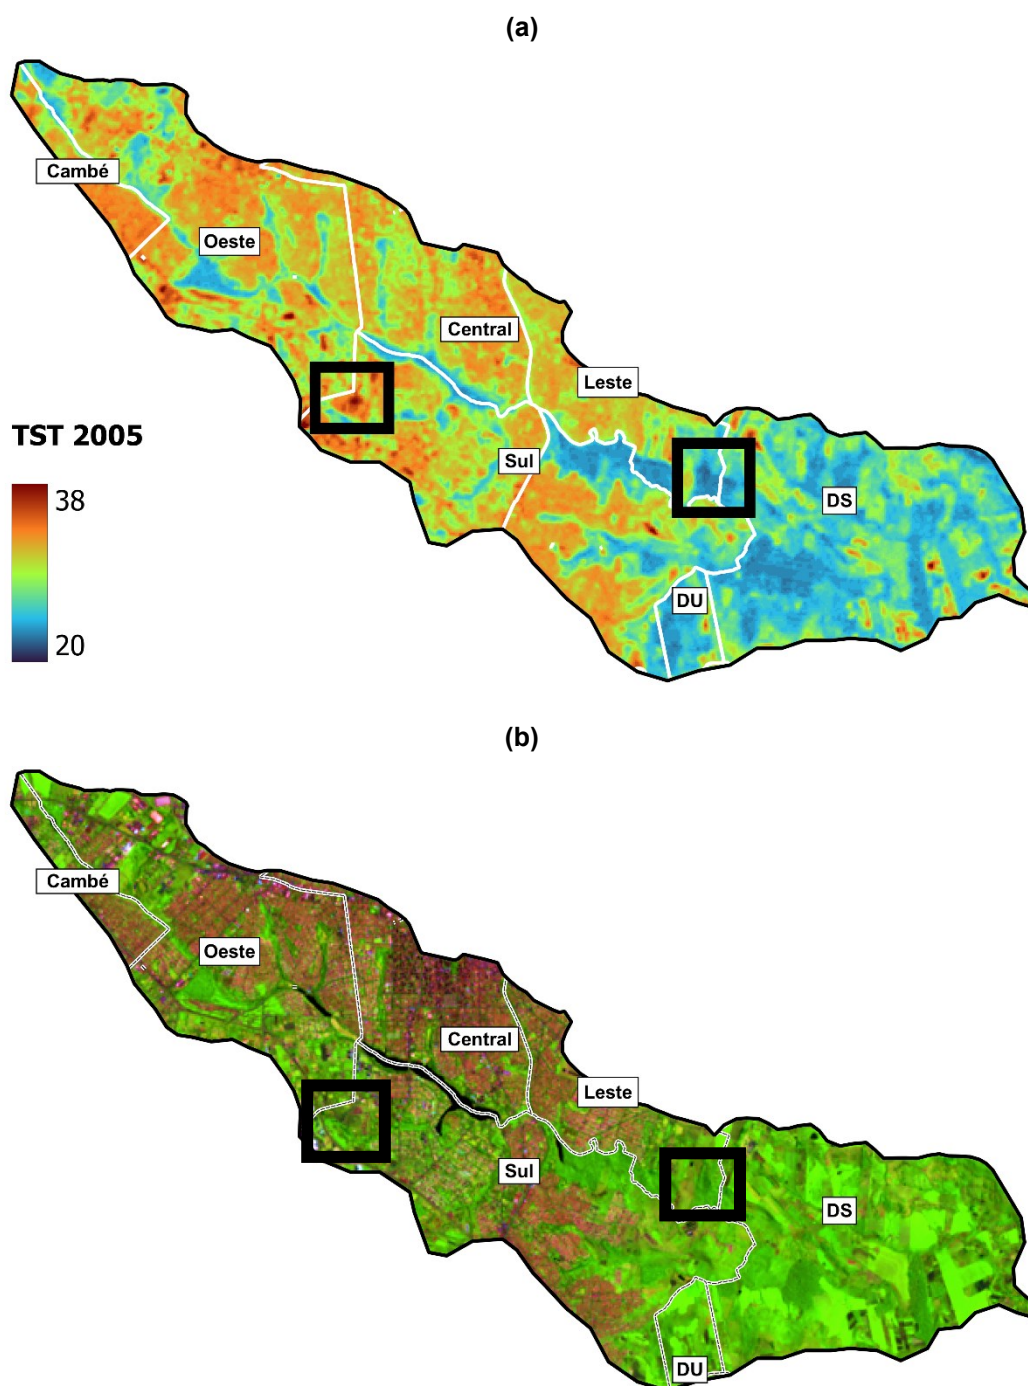 (a)
Cambé
Oeste
Central
Leste
TST 2005
38
Sul
DS
DU
20
(b)
Cambé
Oeste
Central
Leste
Sul
DS
DU